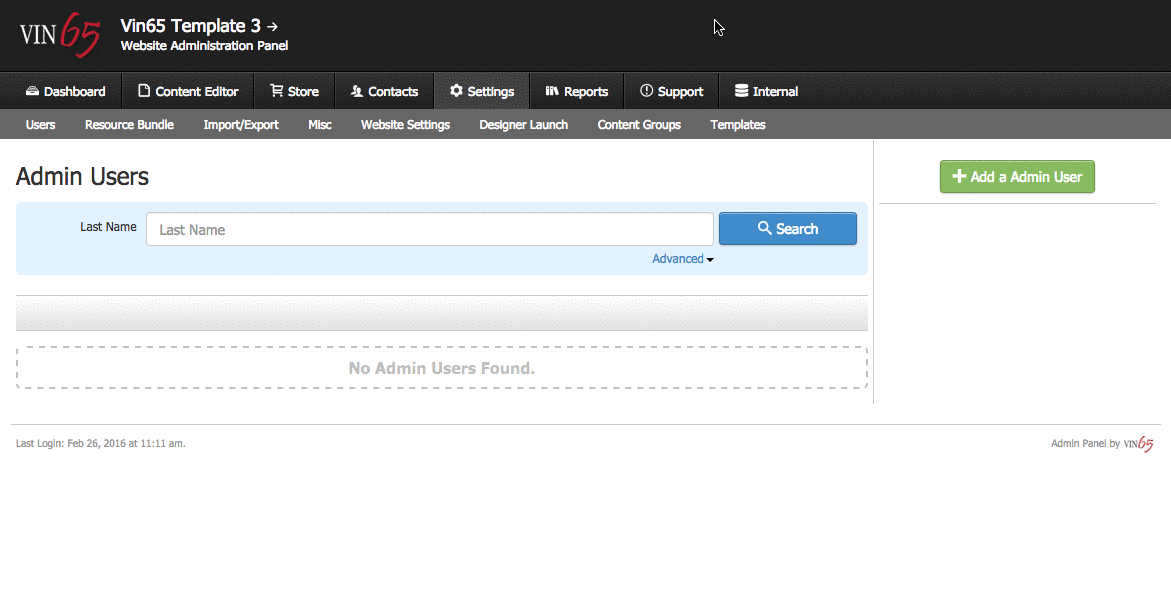 VIN65
Vin65 Template 3 →
Website Administration Panel
Dashboard Content Editor Store Contacts Settings Reports Support Internal
Users Resource Bundle Import/Export Misc Website Settings Designer Launch Content Groups Templates
Admin Users
Add a Admin User
Last Name Last Name Search
Advanced
No Admin Users Found.
Last Login: Feb 26, 2016 at 11:11 am.
Admin Panel by VIN65